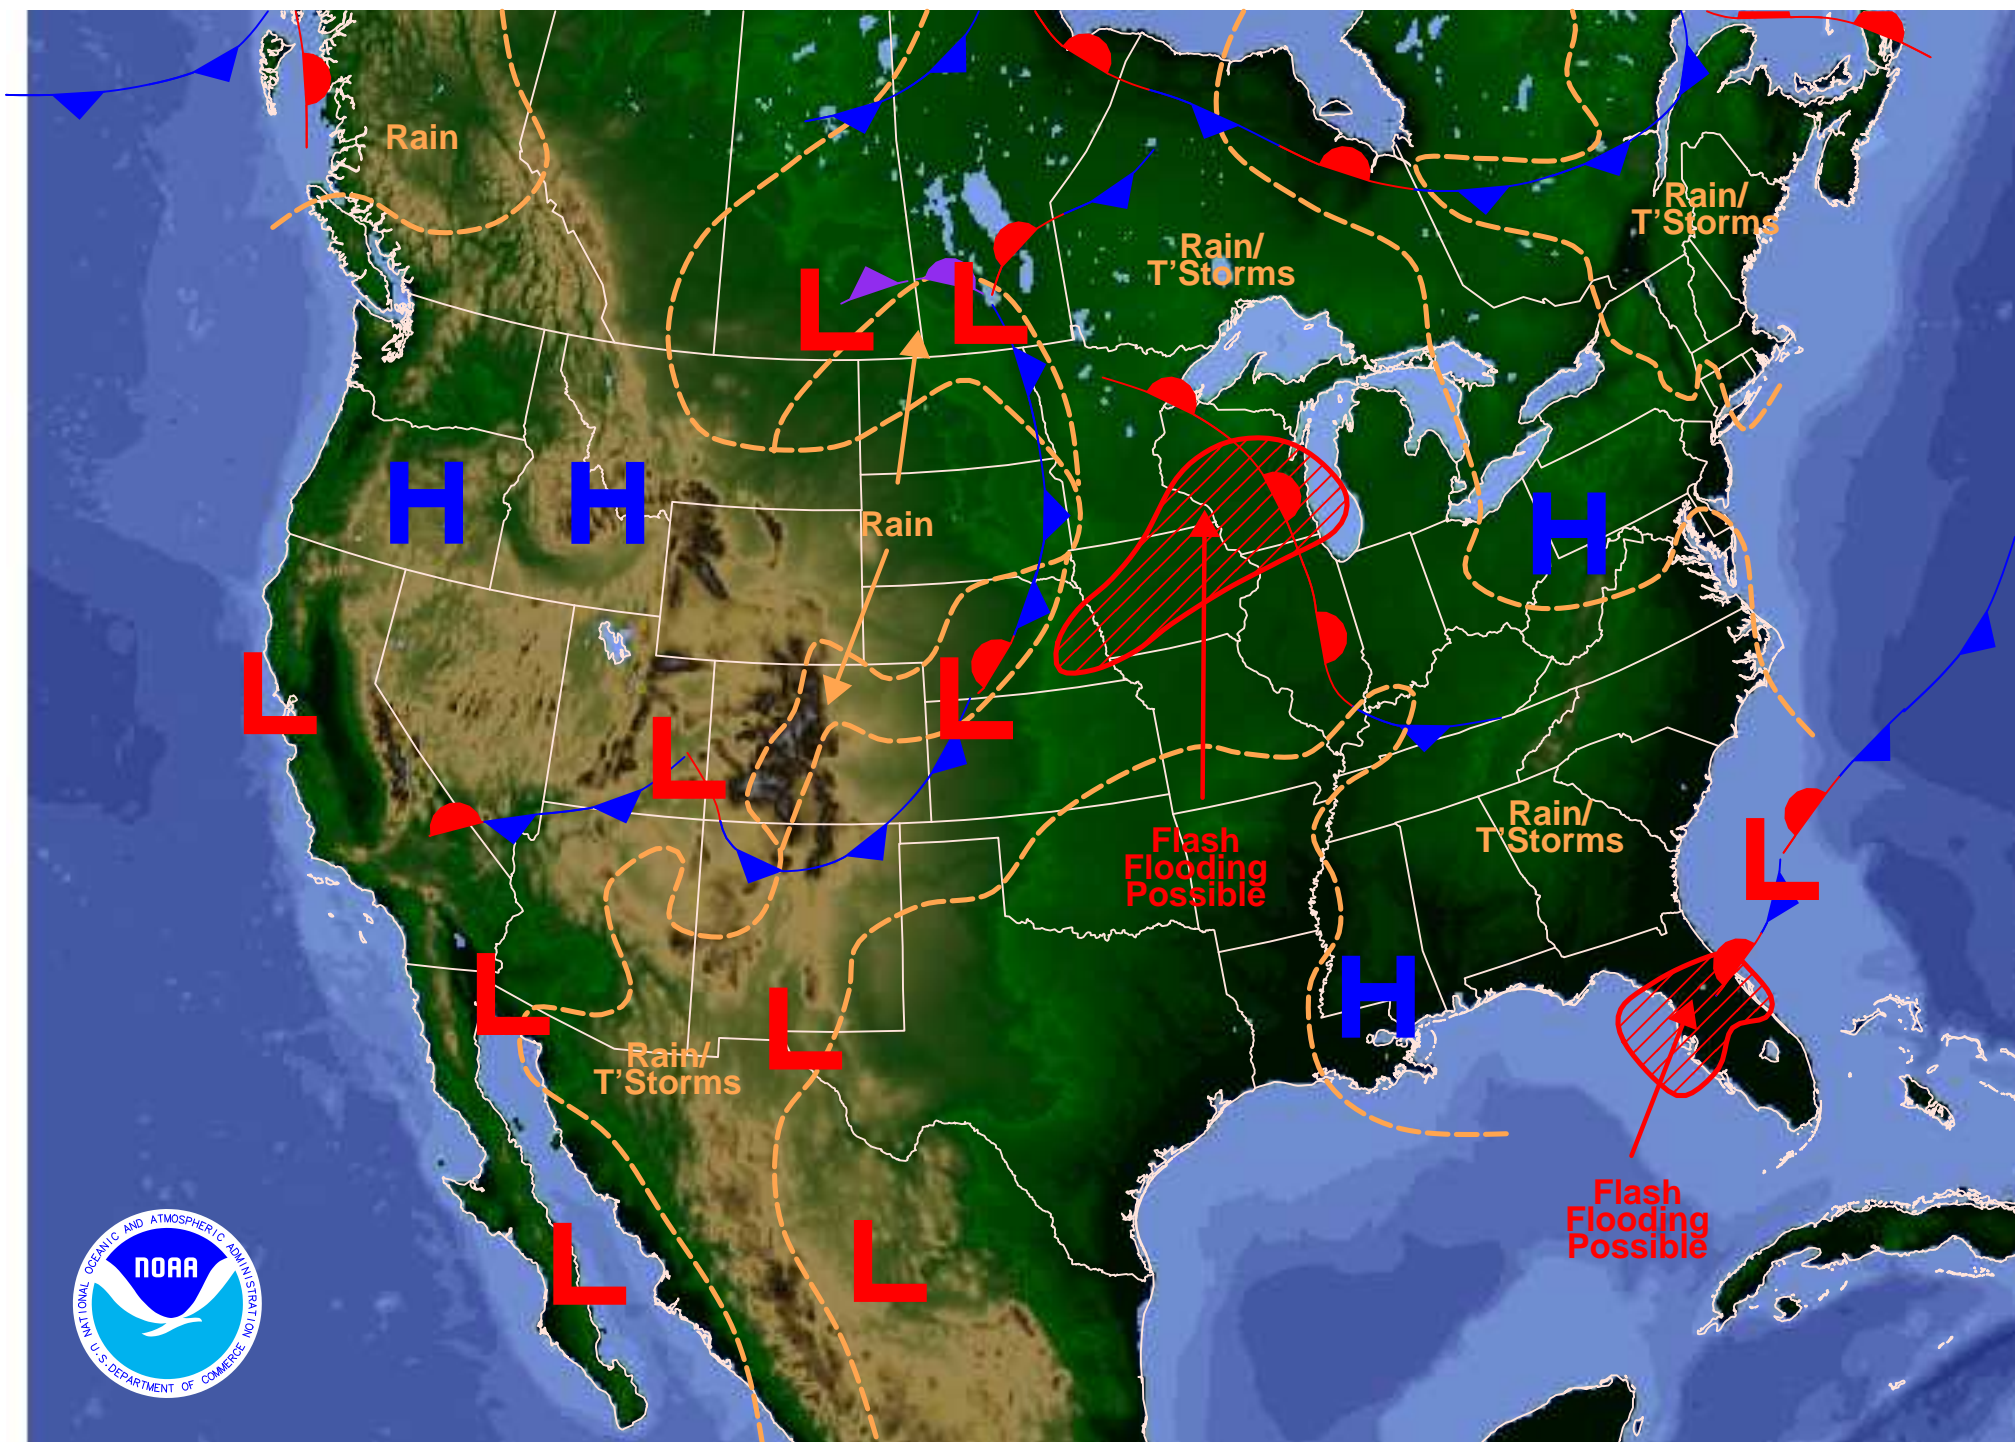 Rain
Rain/
T'Storms
Rain/
T'Storms
L
L
H
H
Rain
H
L
L
L
Rain/
T'Storms
Flash
Flooding
Possible
L
L
H
L
Rain/
T'Storms
Flash
Flooding
Possible
L
L
NATIONAL OCEANIC AND ATMOSPHERIC ADMINISTRATION
NOAA
U.S. DEPARTMENT OF COMMERCE